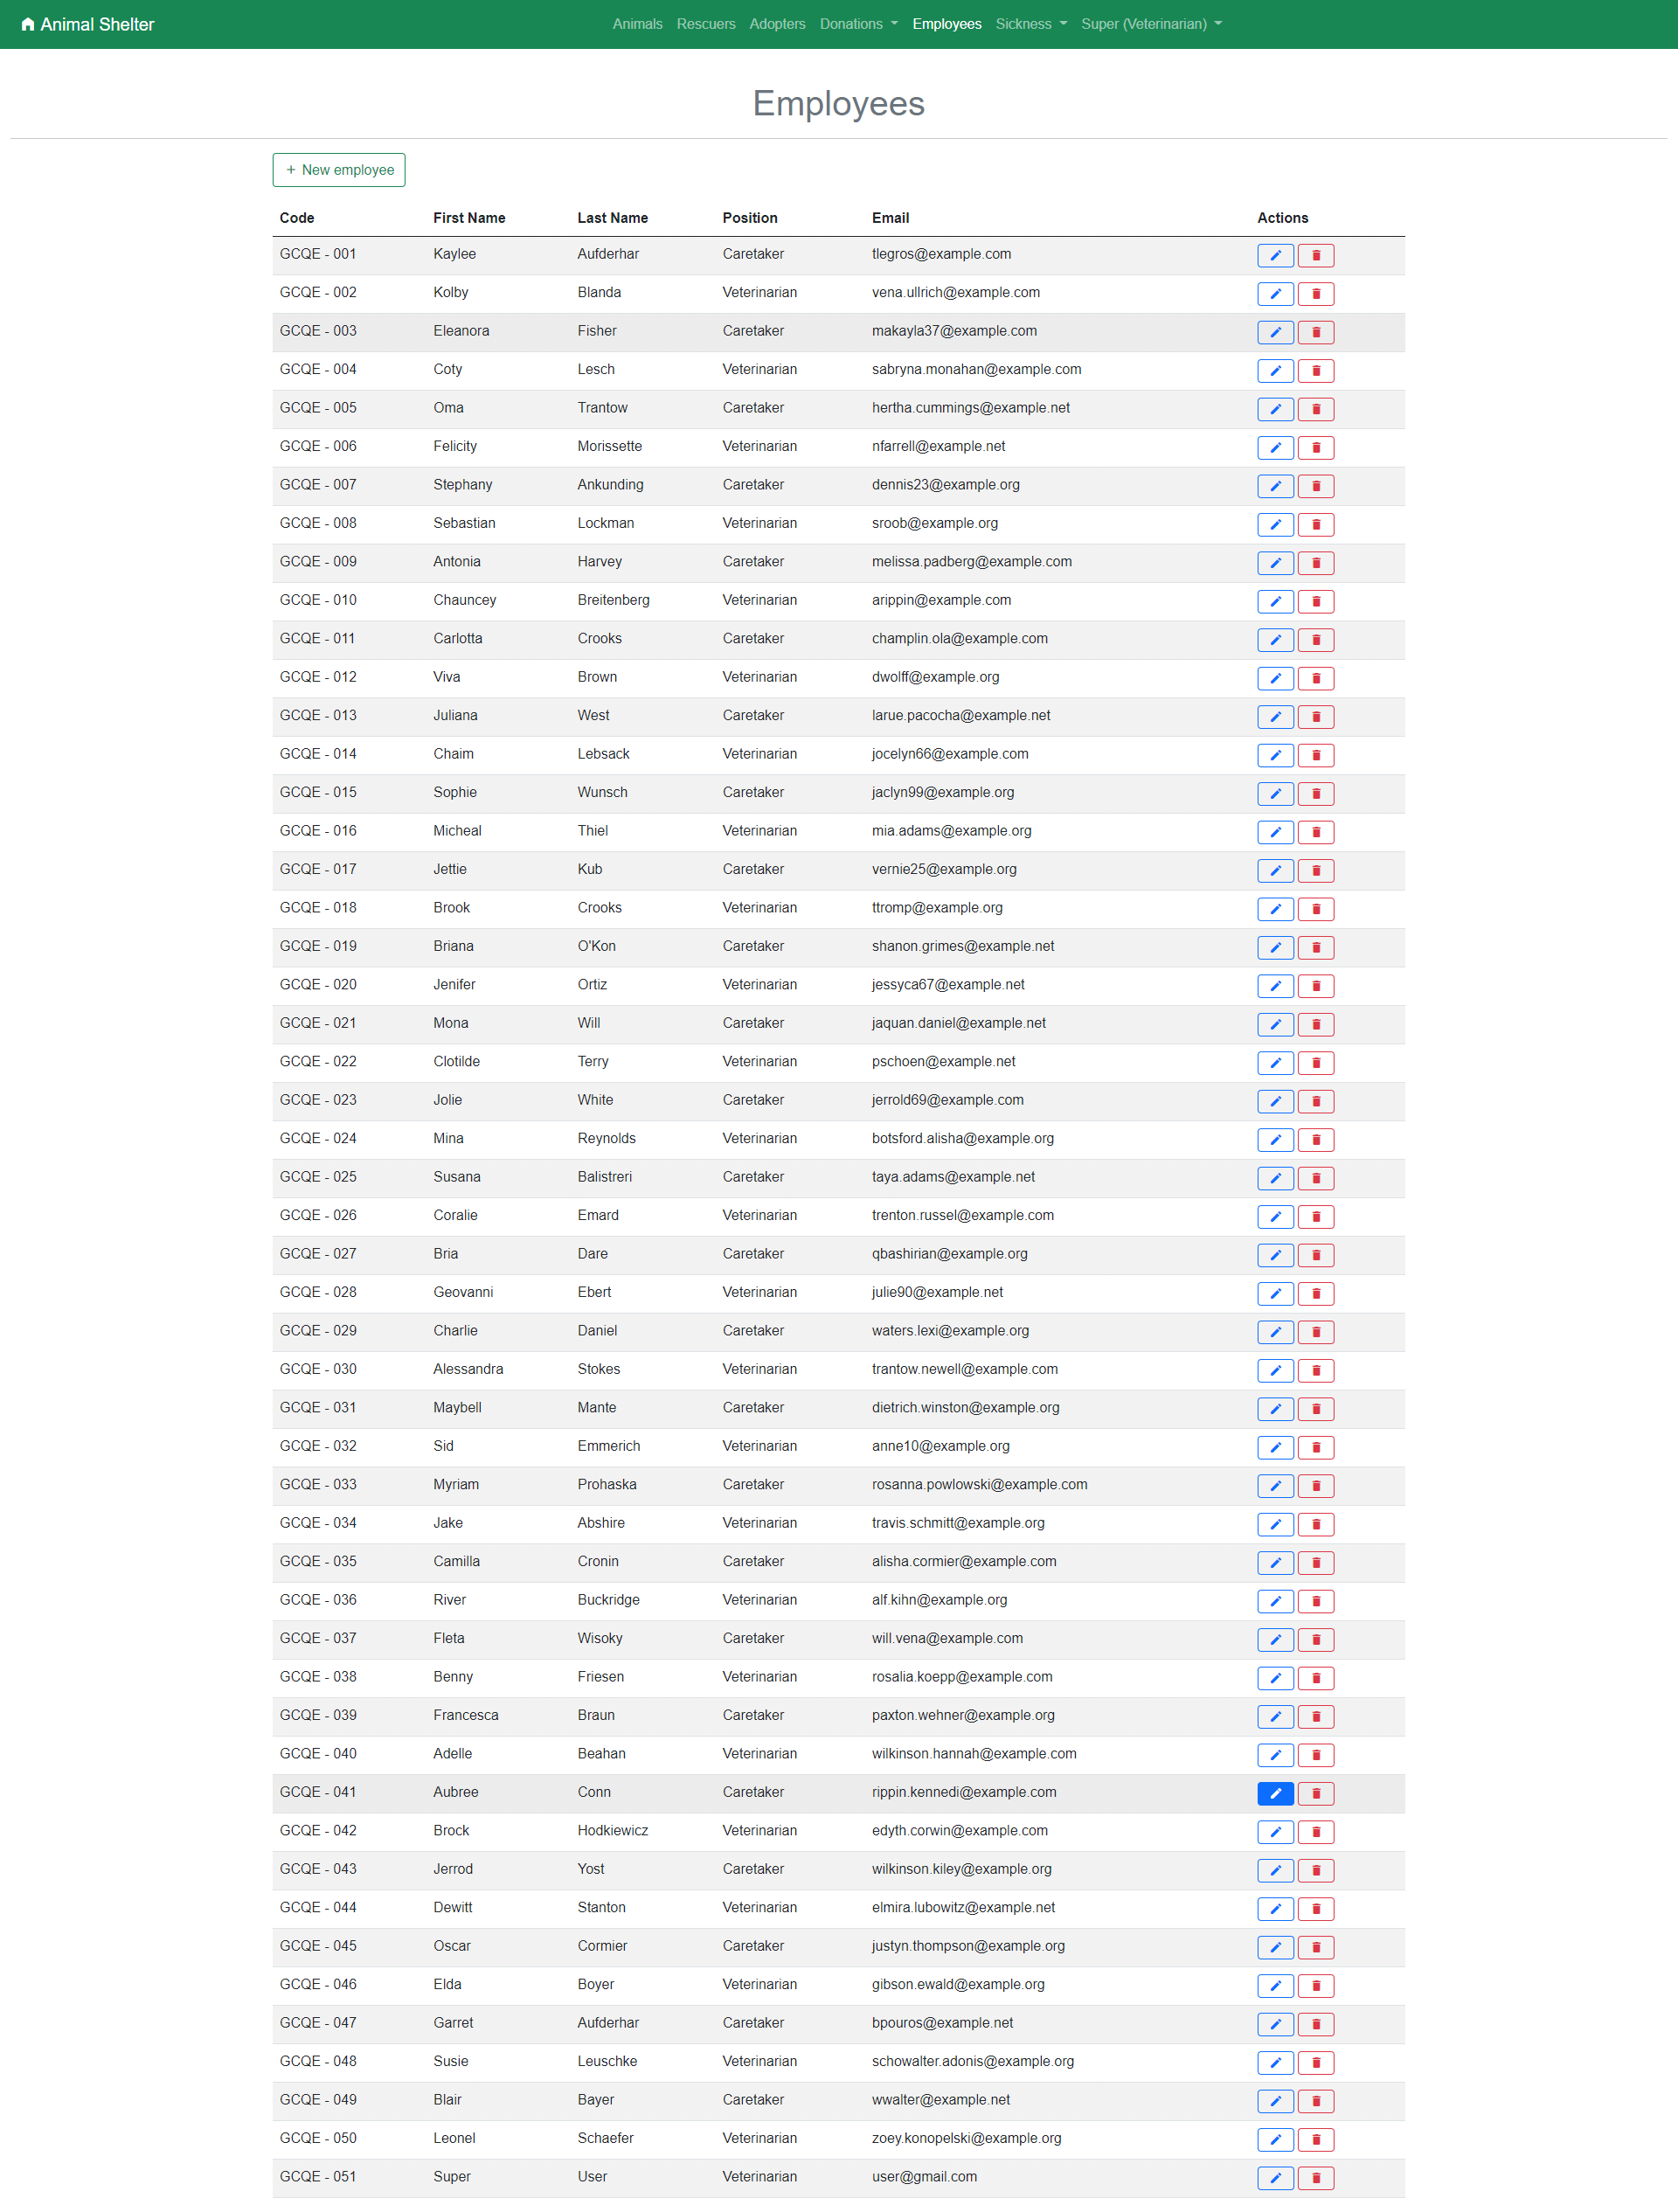 Animal Shelter Animals Rescuers Adopters Donations Employees Sickness Super (Veterinarian)
Employees
+ New employee
Code First Name Last Name Position Email Actions
GCQE - 001 Kaylee Aufderhar Caretaker tlegros@example.com
GCQE - 002 Kolby Blanda Veterinarian vena.ullrich@example.com
GCQE - 003 Eleanora Fisher Caretaker makayla37@example.com
GCQE - 004 Coty Lesch Veterinarian sabryna.monahan@example.com
GCQE - 005 Oma Trantow Caretaker hertha.cummings@example.net
GCQE - 006 Felicity Morissette Veterinarian nfarrell@example.net
GCQE - 007 Stephany Ankunding Caretaker dennis23@example.org
GCQE - 008 Sebastian Lockman Veterinarian sroob@example.org
GCQE - 009 Antonia Harvey Caretaker melissa.padberg@example.com
GCQE - 010 Chauncey Breitenberg Veterinarian arippin@example.com
GCQE - 011 Carlotta Crooks Caretaker champlin.ola@example.com
GCQE - 012 Viva Brown Veterinarian dwolff@example.org
GCQE - 013 Juliana West Caretaker larue.pacocha@example.net
GCQE - 014 Chaim Lebsack Veterinarian jocelyn66@example.com
GCQE - 015 Sophie Wunsch Caretaker jaclyn99@example.org
GCQE - 016 Micheal Thiel Veterinarian mia.adams@example.org
GCQE - 017 Jettie Kub Caretaker vernie25@example.org
GCQE - 018 Brook Crooks Veterinarian ttromp@example.org
GCQE - 019 Briana O'Kon Caretaker shanon.grimes@example.net
GCQE - 020 Jenifer Ortiz Veterinarian jessyca67@example.net
GCQE - 021 Mona Will Caretaker jaquan.daniel@example.net
GCQE - 022 Clotilde Terry Veterinarian pschoen@example.net
GCQE - 023 Jolie White Caretaker jerrold69@example.com
GCQE - 024 Mina Reynolds Veterinarian botsford.alisha@example.org
GCQE - 025 Susana Balistreri Caretaker taya.adams@example.net
GCQE - 026 Coralie Emard Veterinarian trenton.russel@example.com
GCQE - 027 Bria Dare Caretaker qbashirian@example.org
GCQE - 028 Geovanni Ebert Veterinarian julie90@example.net
GCQE - 029 Charlie Daniel Caretaker waters.lexi@example.org
GCQE - 030 Alessandra Stokes Veterinarian trantow.newell@example.com
GCQE - 031 Maybell Mante Caretaker dietrich.winston@example.org
GCQE - 032 Sid Emmerich Veterinarian anne10@example.org
GCQE - 033 Myriam Prohaska Caretaker rosanna.powlowski@example.com
GCQE - 034 Jake Abshire Veterinarian travis.schmitt@example.org
GCQE - 035 Camilla Cronin Caretaker alisha.cormier@example.com
GCQE - 036 River Buckridge Veterinarian alf.kihn@example.org
GCQE - 037 Fleta Wisoky Caretaker will.vena@example.com
GCQE - 038 Benny Friesen Veterinarian rosalia.koepp@example.com
GCQE - 039 Francesca Braun Caretaker paxton.wehner@example.org
GCQE - 040 Adelle Beahan Veterinarian wilkinson.hannah@example.com
GCQE - 041 Aubree Conn Caretaker rippin.kennedi@example.com
GCQE - 042 Brock Hodkiewicz Veterinarian edyth.corwin@example.com
GCQE - 043 Jerrod Yost Caretaker wilkinson.kiley@example.org
GCQE - 044 Dewitt Stanton Veterinarian elmira.lubowitz@example.net
GCQE - 045 Oscar Cormier Caretaker justyn.thompson@example.org
GCQE - 046 Elda Boyer Veterinarian gibson.ewald@example.org
GCQE - 047 Garret Aufderhar Caretaker bpouros@example.net
GCQE - 048 Susie Leuschke Veterinarian schowalter.adonis@example.org
GCQE - 049 Blair Bayer Caretaker wwalter@example.net
GCQE - 050 Leonel Schaefer Veterinarian zoey.konopelski@example.org
GCQE - 051 Super User Veterinarian user@gmail.com